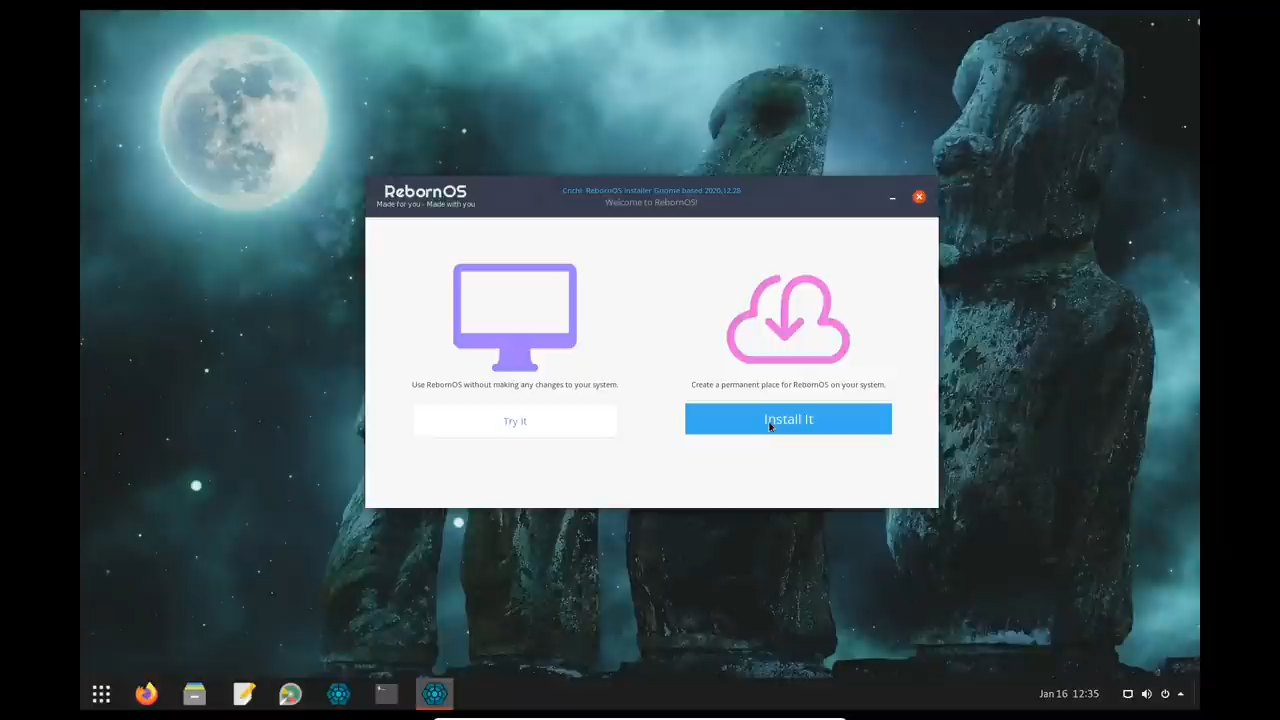 RebornOS
Made for you - Made with you
Cnchi RebornOS Installer Gnome based 2020.12.28
Welcome to RebornOS!
Use RebornOS without making any changes to your system.
Create a permanent place for RebornOS on your system.
Try It
Install It
Jan 16 12:35